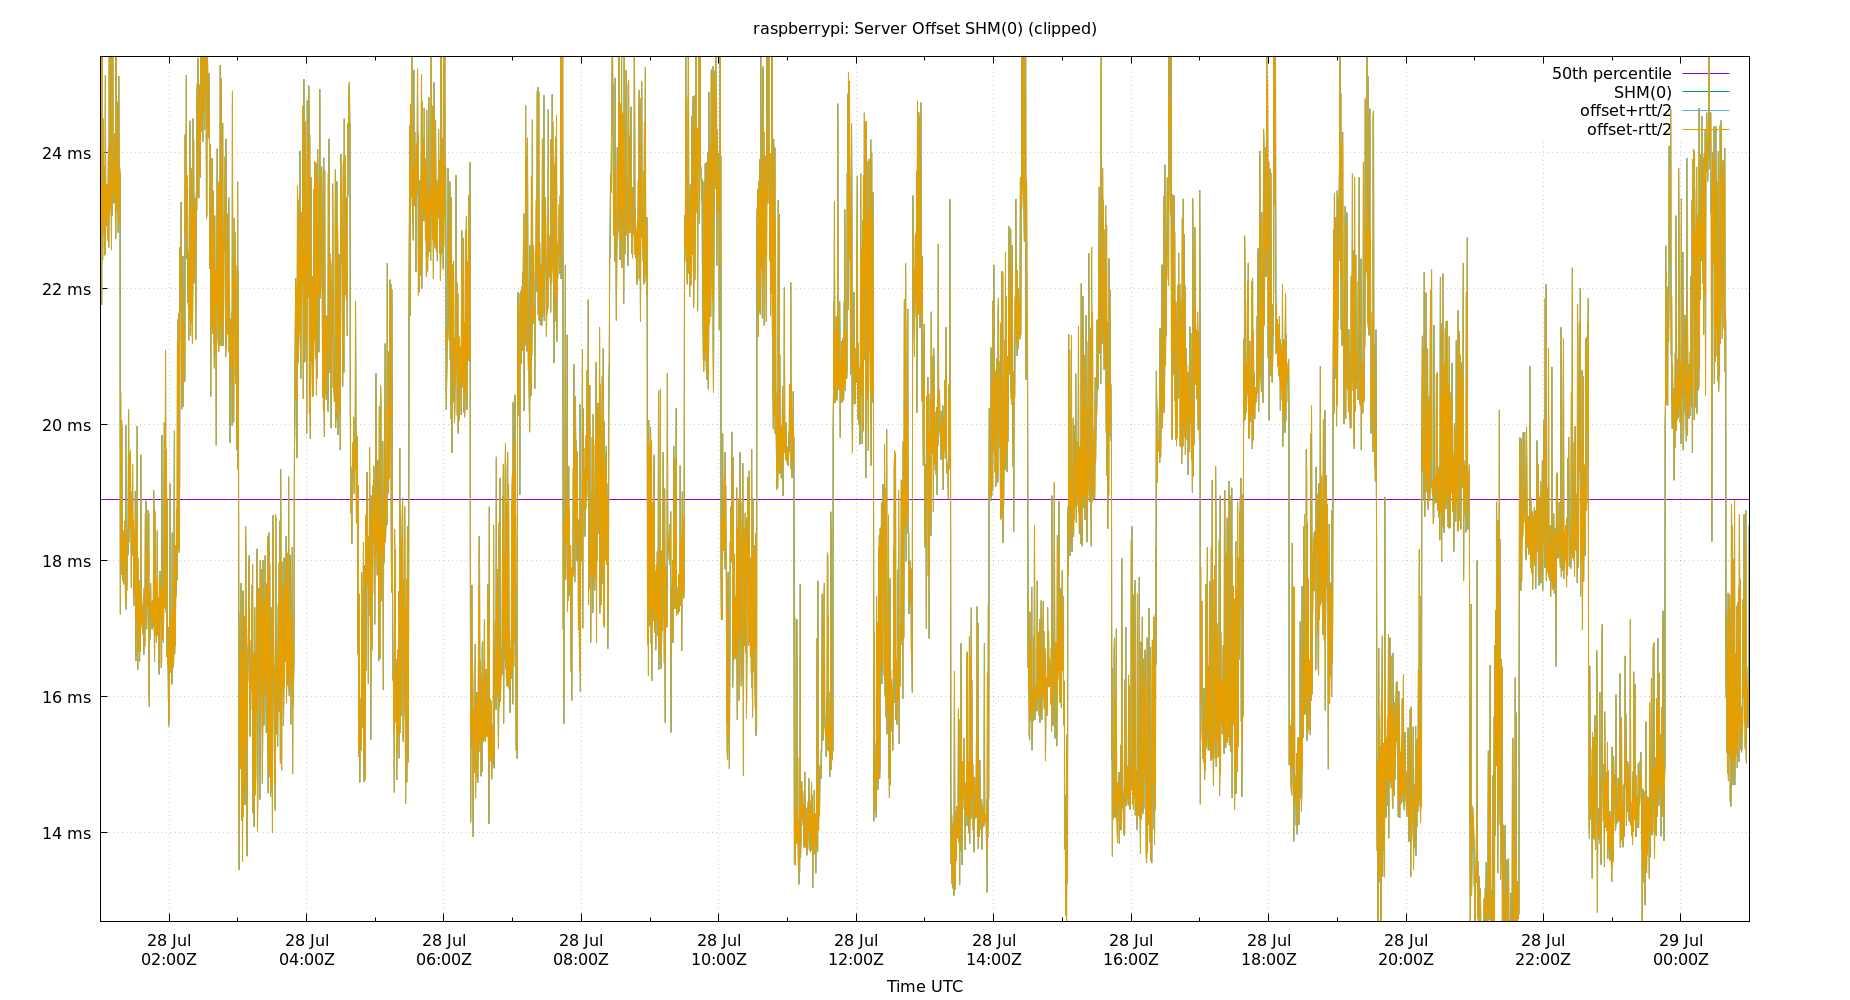 raspberrypi: Server Offset SHM(0) (clipped)
50th percentile
SHM(0)
offset+rtt/2
offset-rtt/2
24 ms
22 ms
20 ms
18 ms
16 ms
14 ms
28 Jul 28 Jul 28 Jul 28 Jul 28 Jul 28 Jul 28 Jul 28 Jul 28 Jul 28 Jul 28 Jul 29 Jul
02:00Z 04:00Z 06:00Z 08:00Z 10:00Z 12:00Z 14:00Z 16:00Z 18:00Z 20:00Z 22:00Z 00:00Z
Time UTC